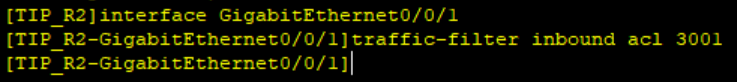 [TIP_R2]interface GigabitEthernet0/0/1
[TIP_R2-GigabitEthernet0/0/1]traffic-filter inbound acl 3001
[TIP_R2-GigabitEthernet0/0/1]